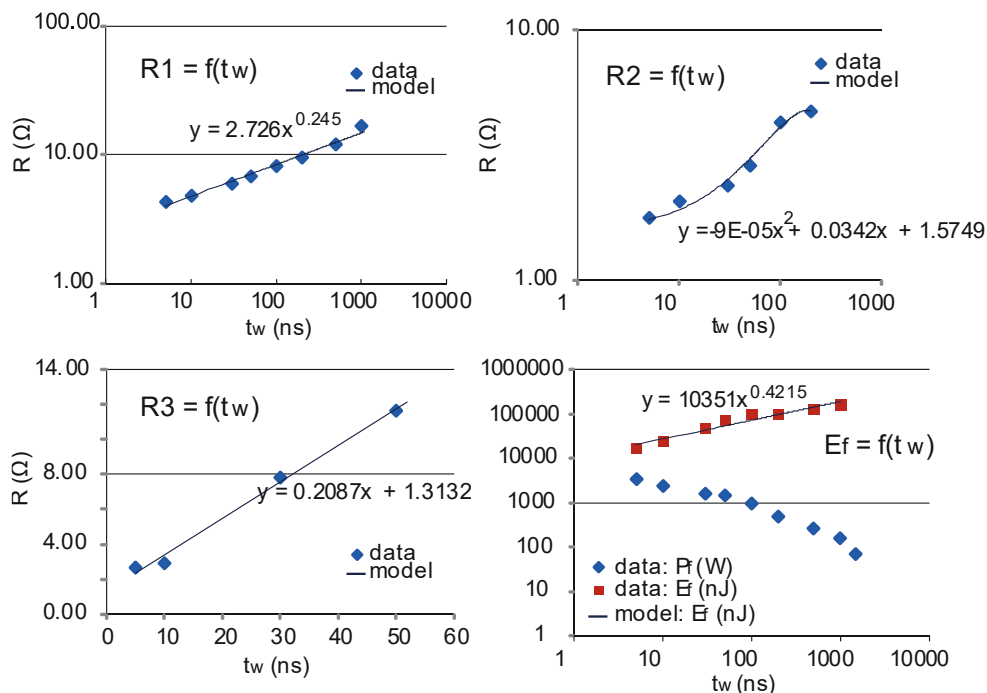 100.00
10.00
1.00
R (Ω)
R1 = f(tw)
data
model
y = 2.726x^0.245
1 10 100 1000 10000
tw (ns)
10.00
1.00
R (Ω)
R2 = f(tw)
data
model
y = -9E-05x^2 + 0.0342x + 1.5749
1 10 100 1000
tw (ns)
14.00
8.00
4.00
0.00
R (Ω)
R3 = f(tw)
y = 0.2087x + 1.3132
data
model
0 10 20 30 40 50 60
tw (ns)
1000000
100000
10000
1000
100
10
1
y = 10351x^0.4215
Ef = f(tw)
data: Pf (W)
data: Ef (nJ)
model: Ef (nJ)
1 10 100 1000 10000
tw (ns)